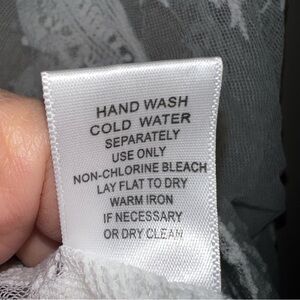 HAND WASH
COLD WATER
SEPARATELY
USE ONLY
NON-CHLORINE BLEACH
LAY FLAT TO DRY
WARM IRON
IF NECESSARY
OR DRY CLEAN